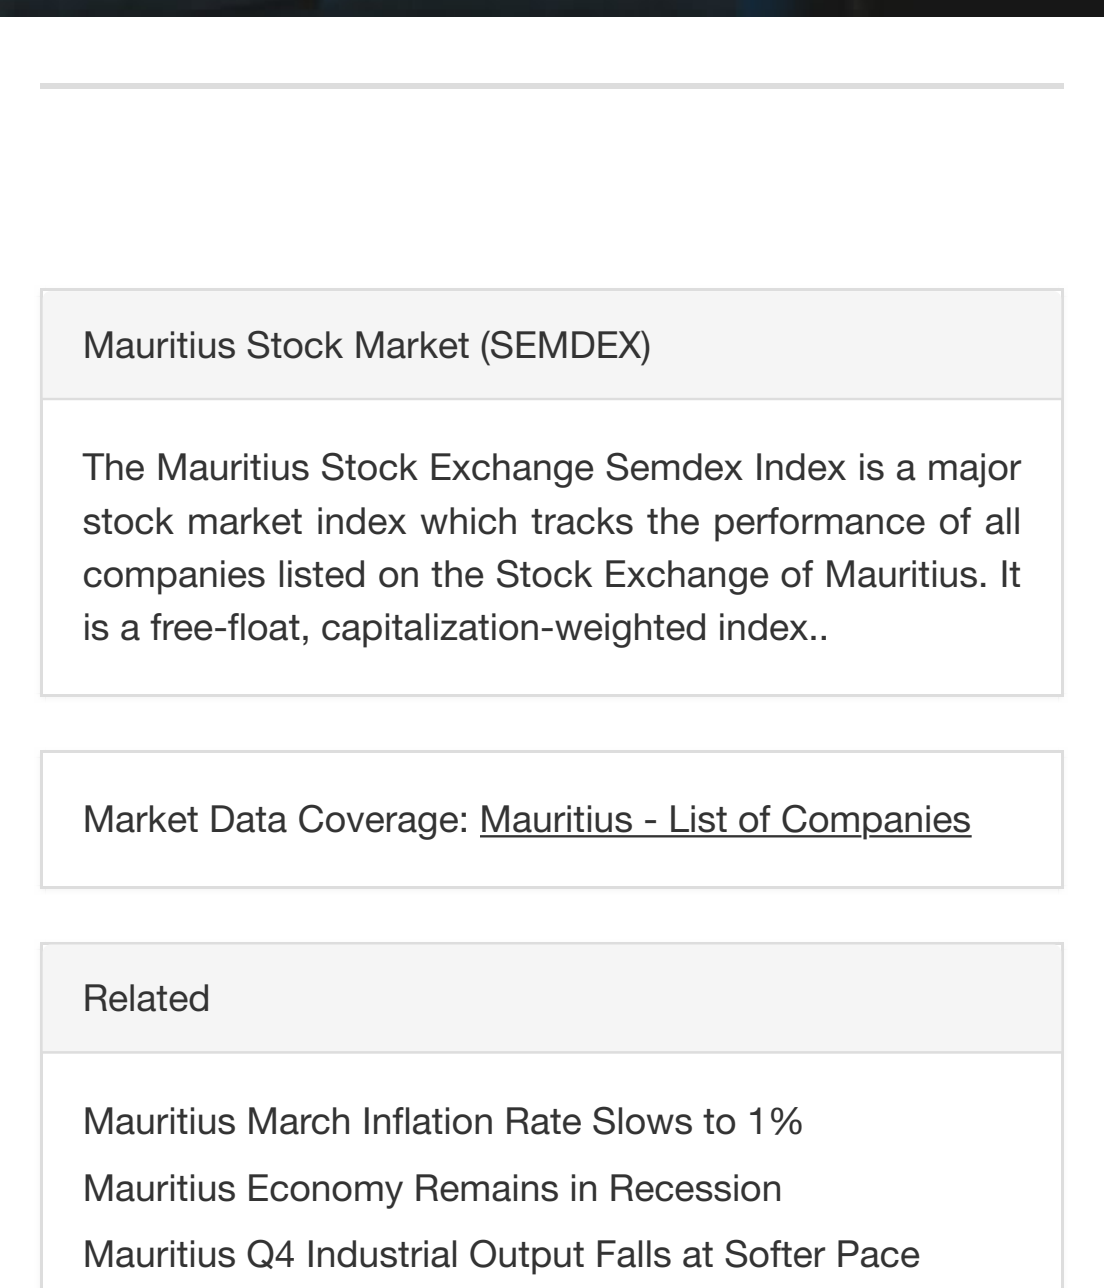 Mauritius Stock Market (SEMDEX)
The Mauritius Stock Exchange Semdex Index is a major
stock market index which tracks the performance of all
companies listed on the Stock Exchange of Mauritius. It
is a free-float, capitalization-weighted index..
Market Data Coverage: Mauritius - List of Companies
Related
Mauritius March Inflation Rate Slows to 1%
Mauritius Economy Remains in Recession
Mauritius Q4 Industrial Output Falls at Softer Pace